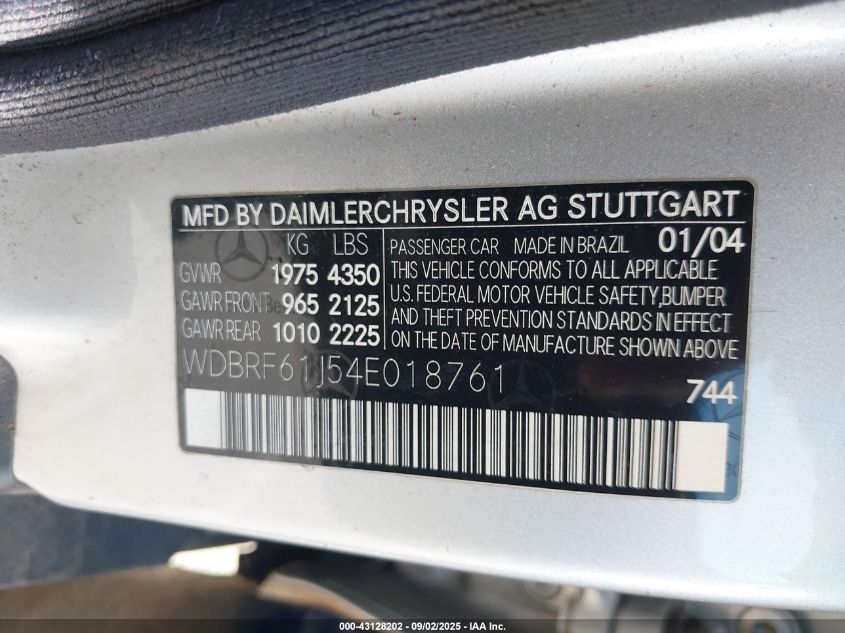 MFD BY DAIMLERCHRYSLER AG STUTTGART
KG LBS
GVWR 1975 4350
GAWR FRONT 965 2125
GAWR REAR 1010 2225
PASSENGER CAR MADE IN BRAZIL 01/04
THIS VEHICLE CONFORMS TO ALL APPLICABLE
U.S. FEDERAL MOTOR VEHICLE SAFETY,BUMPER
AND THEFT PREVENTION STANDARDS IN EFFECT
ON THE DATE OF MANUFACTURE SHOWN ABOVE
WDBRF61J54E018761
744
000-43128202 - 09/02/2025 - IAA Inc.